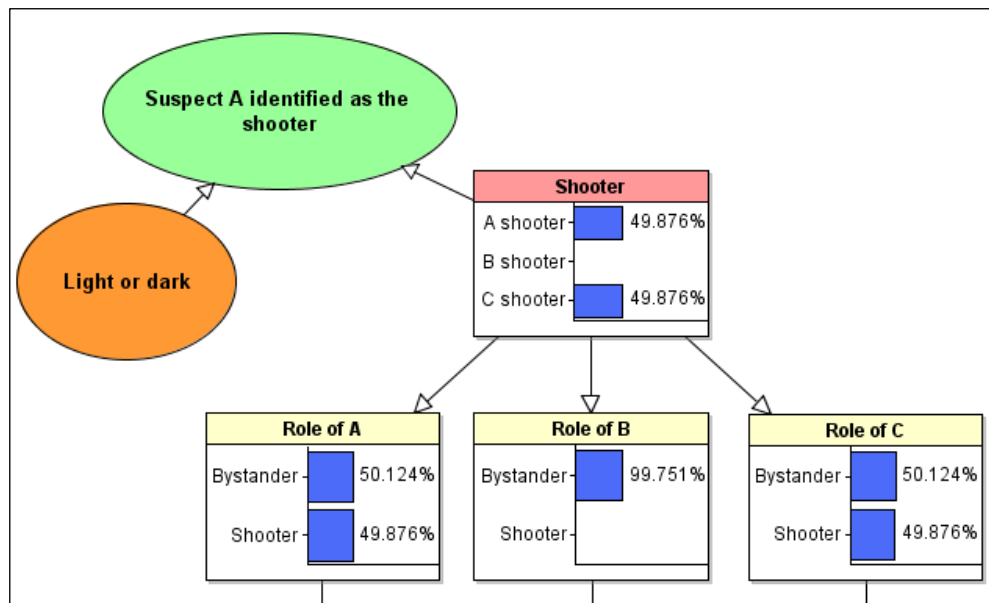 Suspect A identified as the
shooter
Light or dark
Shooter
A shooter 49.876%
B shooter
C shooter 49.876%
Role of A
Bystander 50.124%
Shooter 49.876%
Role of B
Bystander 99.751%
Shooter
Role of C
Bystander 50.124%
Shooter 49.876%